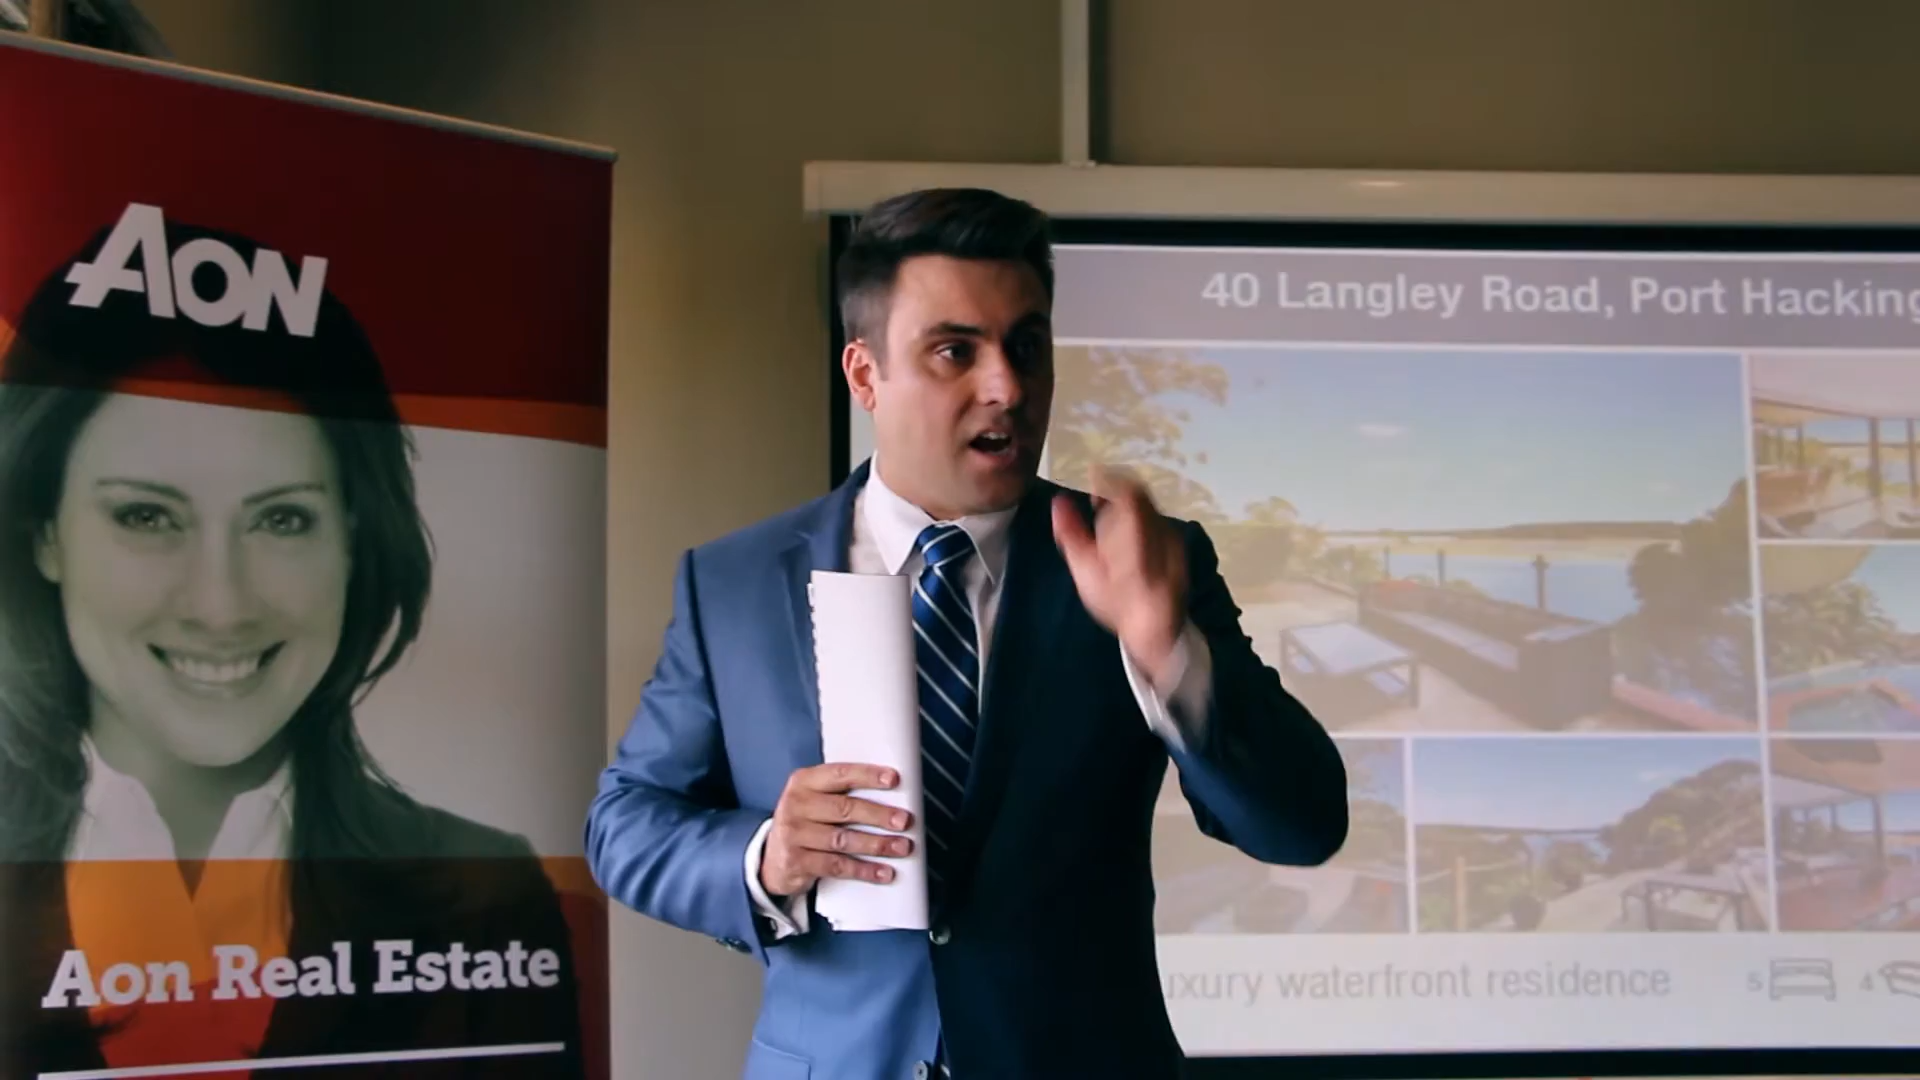 AON
Aon Real Estate
40 Langley Road, Port Hacking
uxury waterfront residence
5
4